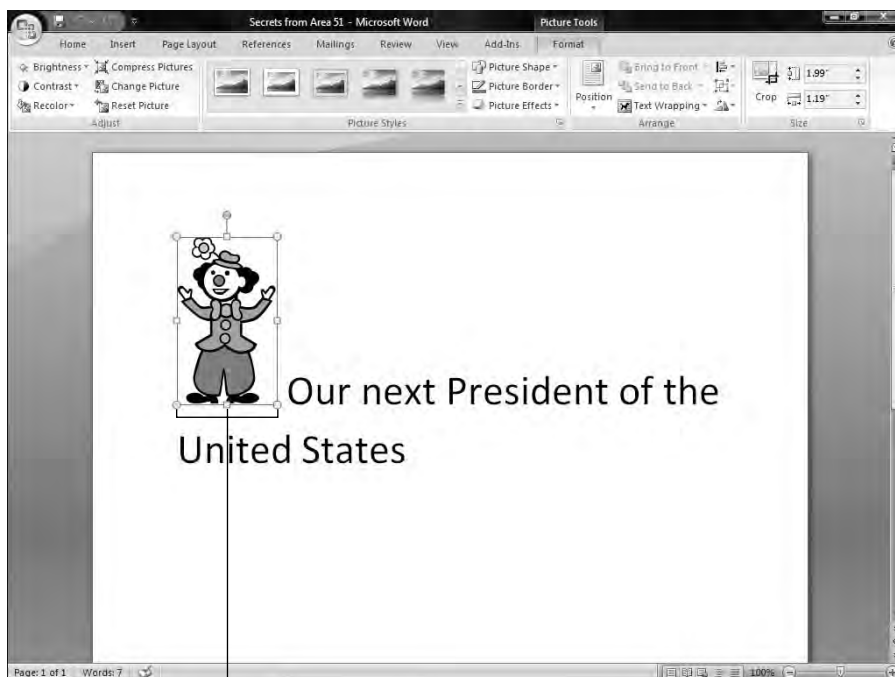 Secrets from Area 51 - Microsoft Word Picture Tools
Home Insert Page Layout References Mailings Review View Add-Ins Format
Brightness Compress Pictures Picture Shape Bring to Front 1.99"
Contrast Change Picture Picture Border Send to Back
Recolor Reset Picture Picture Effects Position Text Wrapping Crop 1.19"
Adjust Picture Styles Arrange Size
Our next President of the
United States
Page: 1 of 1 Words: 7 100%